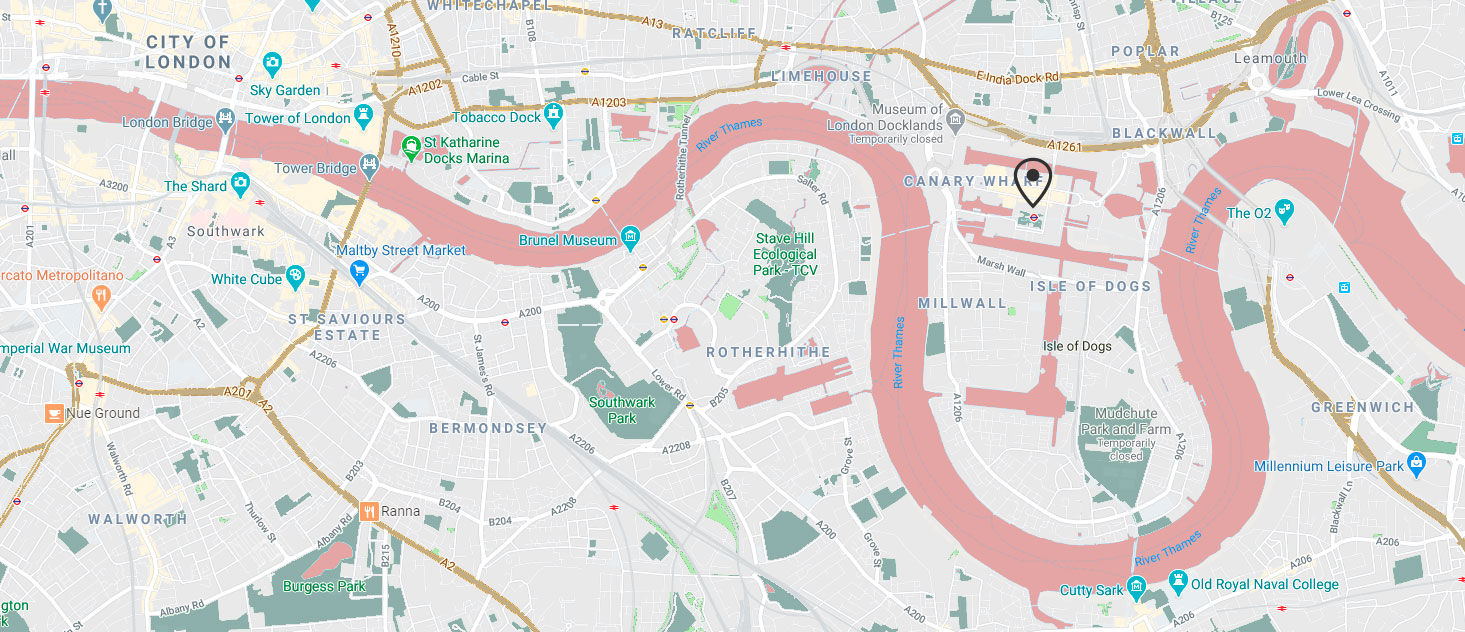 WHITECHAPEL
A13
RATCLIFF
B125
VILLAGE
CITY OF
LONDON
A1210
B108
POPLAR
Leamouth
A1011
Sky Garden
A1202
Cable St
LIMEHOUSE
E India Dock Rd
Lower Lea Crossing
London Bridge
Tower of London
Tobacco Dock
A1203
Museum of
London Docklands
Temporarily closed
BLACKWALL
A1261
St Katharine
Docks Marina
Rotherhithe Tunnel
River Thames
Tower Bridge
The Shard
A3200
Salter Rd
CANARY WHARF
A1206
River Thames
The O2
A201
A3
Southwark
Maltby Street Market
Brunel Museum
Stave Hill
Ecological
Park - TCV
Marsh Wall
ISLE OF DOGS
MILLWALL
rcato Metropolitano
White Cube
A2
ST SAVIOURS
ESTATE
A200
A200
St James's Rd
mperial War Museum
A2206
ROTHERHITHE
River Thames
Isle of Dogs
A201
A2
Lower Rd
B205
Southwark
Park
A1206
Mudchute
Park and Farm
Temporarily
closed
A1206
GREENWICH
Nue Ground
BERMONDSEY
A2206
A2208
Grove St
Millennium Leisure Park
Walworth Rd
B203
B207
Blackwall Ln
WALWORTH
Thurlow St
Albany Rd
Ranna
B204
B204
A2208
A200
Grove St
B215
A2
River Thames
A206
A206
Burgess Park
Albany Rd
Cutty Sark
Old Royal Naval College
A200
A206
ngton
k